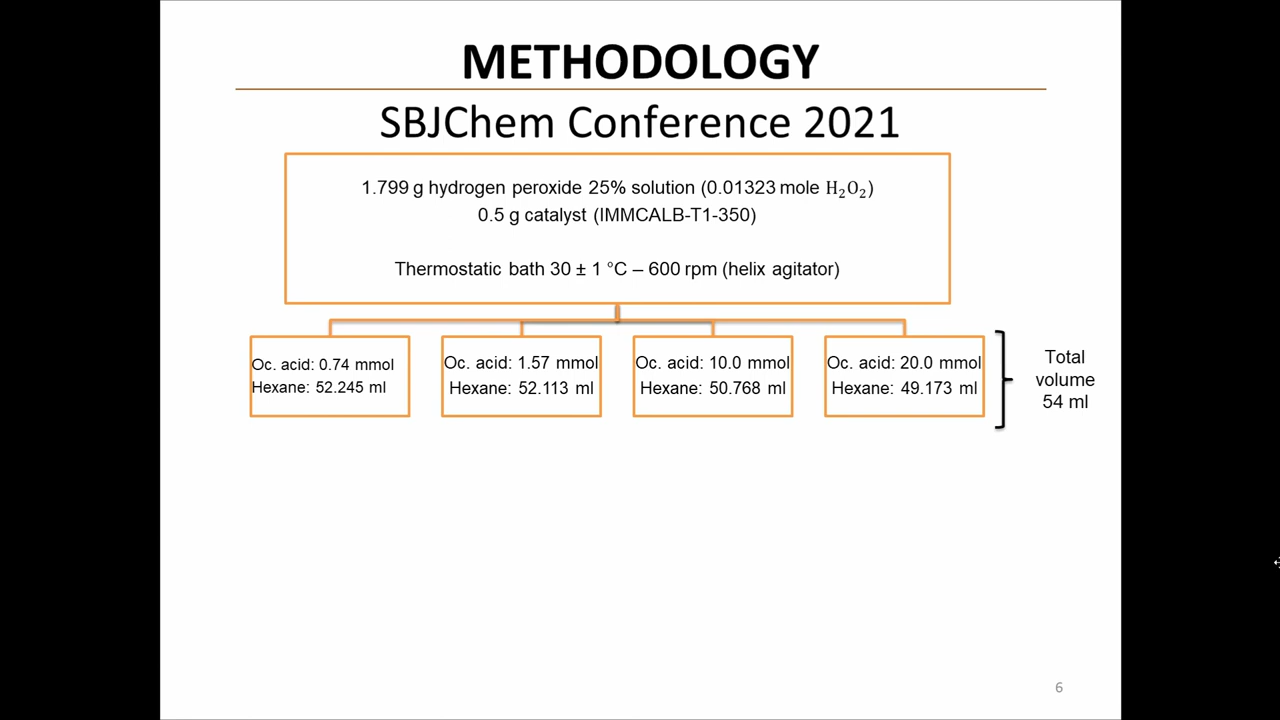 METHODOLOGY
SBJChem Conference 2021
1.799 g hydrogen peroxide 25% solution (0.01323 mole H₂O₂)
0.5 g catalyst (IMMCALB-T1-350)
Thermostatic bath 30 ± 1 °C – 600 rpm (helix agitator)
Oc. acid: 0.74 mmol
Hexane: 52.245 ml
Oc. acid: 1.57 mmol
Hexane: 52.113 ml
Oc. acid: 10.0 mmol
Hexane: 50.768 ml
Oc. acid: 20.0 mmol
Hexane: 49.173 ml
Total
volume
54 ml
6